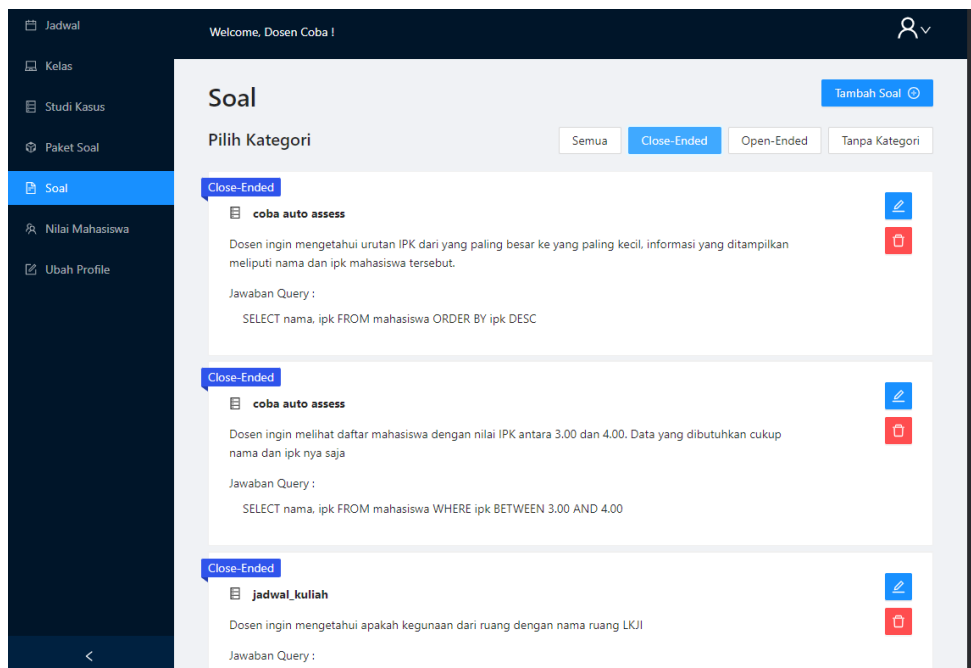 Jadwal
Kelas
Studi Kasus
Paket Soal
Soal
Nilai Mahasiswa
Ubah Profile
Welcome, Dosen Coba !
Soal
Tambah Soal
Pilih Kategori
Semua
Close-Ended
Open-Ended
Tanpa Kategori
Close-Ended
coba auto assess
Dosen ingin mengetahui urutan IPK dari yang paling besar ke yang paling kecil, informasi yang ditampilkan
meliputi nama dan ipk mahasiswa tersebut.
Jawaban Query :
SELECT nama, ipk FROM mahasiswa ORDER BY ipk DESC
Close-Ended
coba auto assess
Dosen ingin melihat daftar mahasiswa dengan nilai IPK antara 3.00 dan 4.00. Data yang dibutuhkan cukup
nama dan ipk nya saja
Jawaban Query :
SELECT nama, ipk FROM mahasiswa WHERE ipk BETWEEN 3.00 AND 4.00
Close-Ended
jadwal_kuliah
Dosen ingin mengetahui apakah kegunaan dari ruang dengan nama ruang LKJI
Jawaban Query :